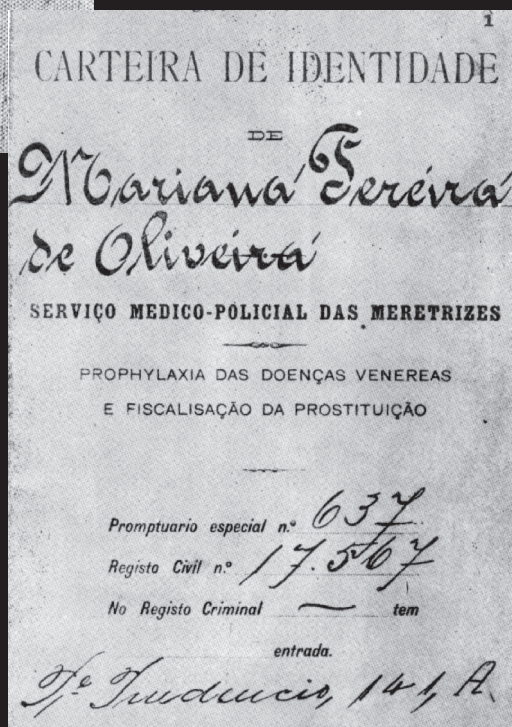 1
CARTEIRA DE IDENTIDADE
DE
Mariana Pereira
de Oliveira
SERVIÇO MEDICO-POLICIAL DAS MERETRIZES
PROPHYLAXIA DAS DOENÇAS VENEREAS
E FISCALISAÇÃO DA PROSTITUIÇÃO
Promptuario especial n.º 637
Registo Civil n.º 17.567
No Registo Criminal — tem
entrada.
141, A.